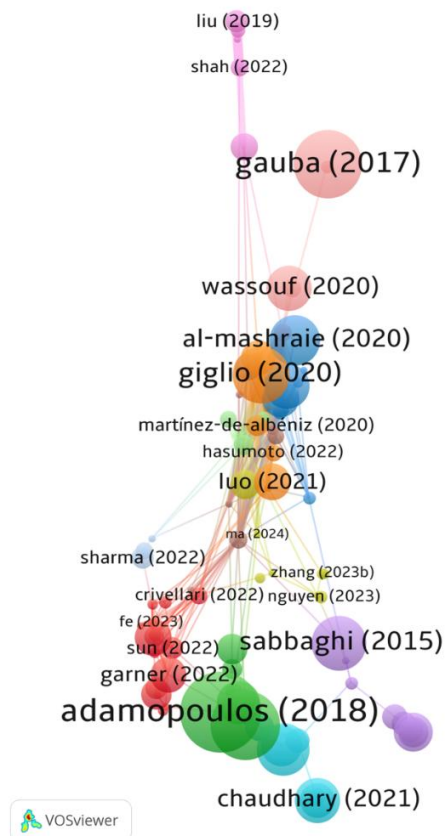 liu (2019)
shah (2022)
gauba (2017)
wassouf (2020)
al-mashraie (2020)
giglio (2020)
martínez-de-albéniz (2020)
hasumoto (2022)
luo (2021)
ma (2024)
sharma (2022)
zhang (2023b)
crivellari (2022)
nguyen (2023)
fe (2023)
sun (2022)
sabbaghi (2015)
garner (2022)
adamopoulos (2018)
chaudhary (2021)
VOSviewer